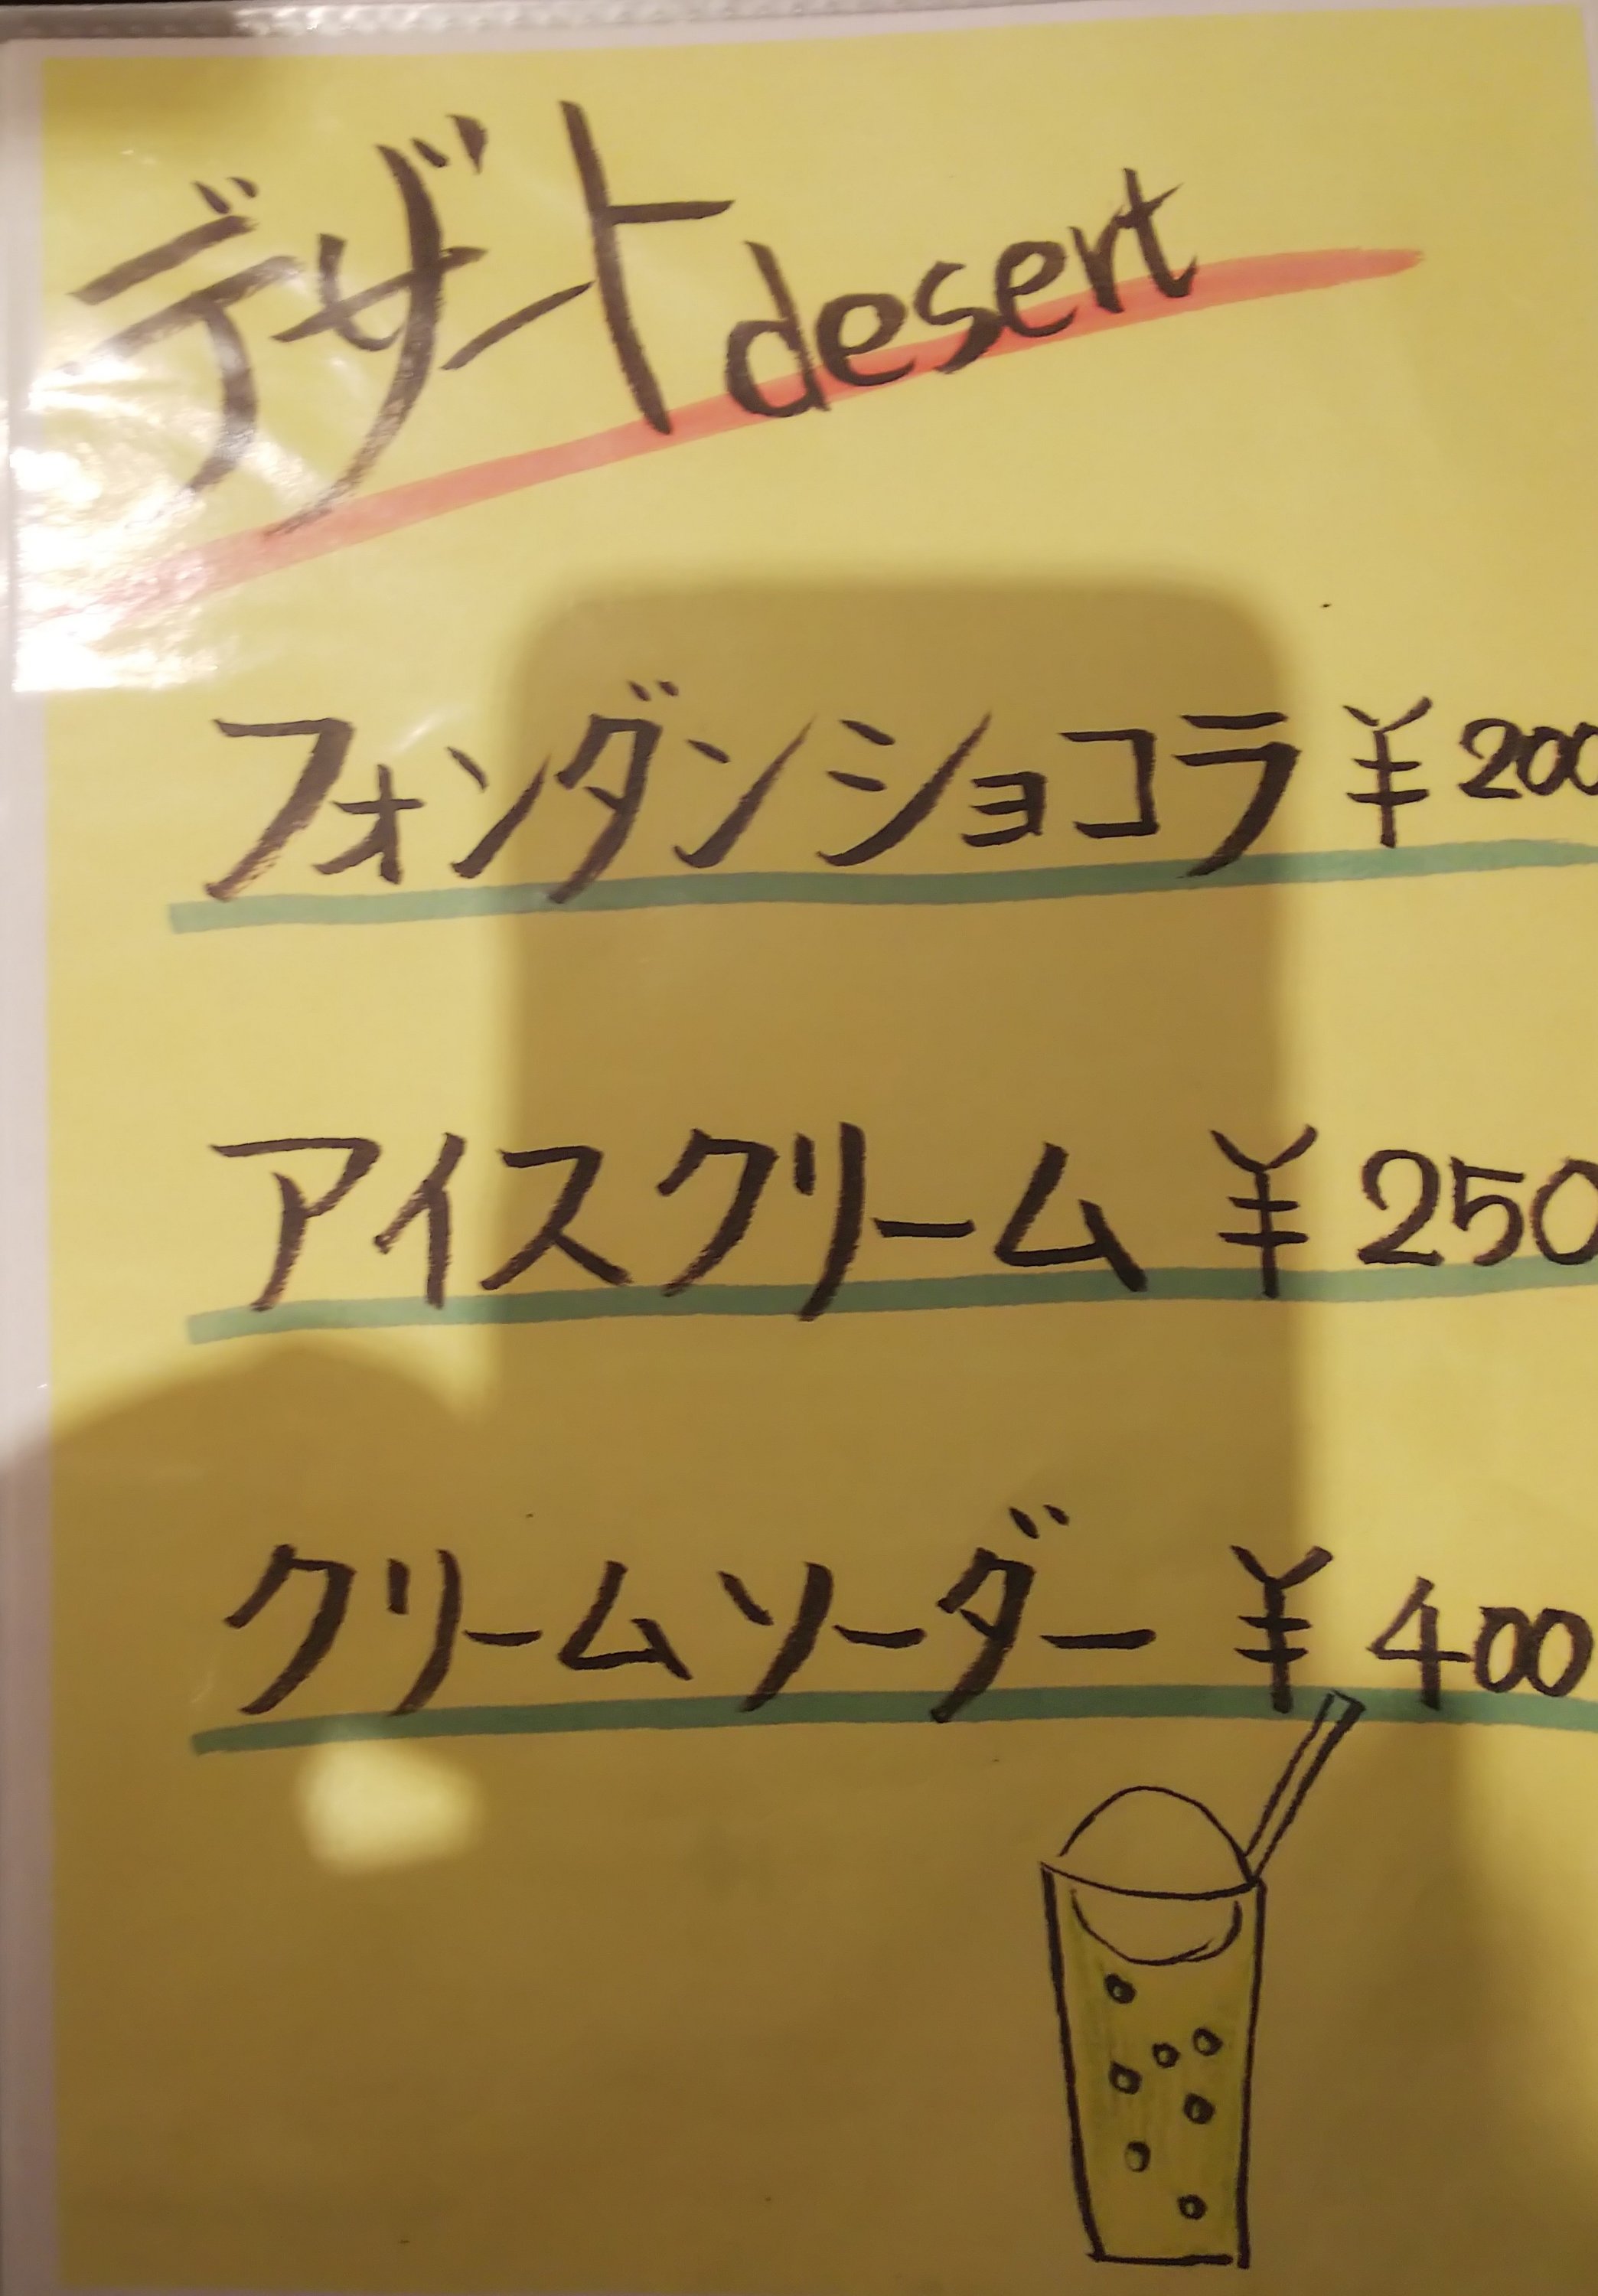 デザート desert
フォンダンショコラ ¥200
アイスクリーム ¥250
クリームソーダー ¥400